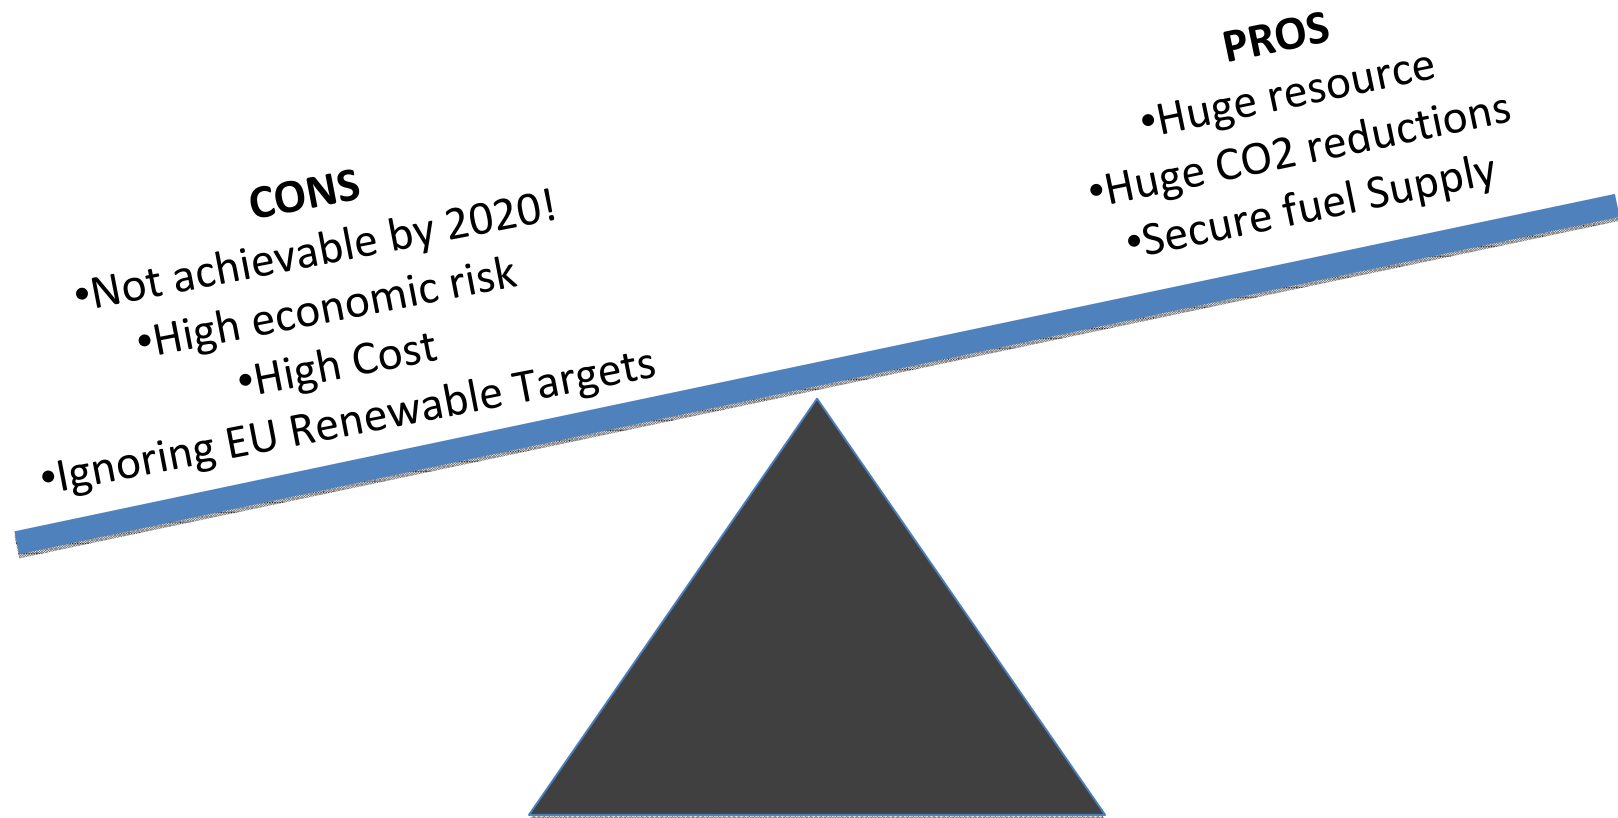 CONS
•Not achievable by 2020!
•High economic risk
•High Cost
•Ignoring EU Renewable Targets
PROS
•Huge resource
•Huge CO2 reductions
•Secure fuel Supply